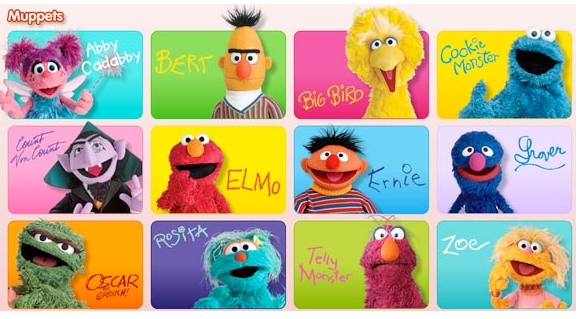 Muppets
Abby
Cadabby
BERT
BIG BIRD
Cookie
Monster
Count
Von Count
ELMO
Ernie
Grover
OSCAR
GROUCH!
ROSITA
Telly
Monster
Zoe